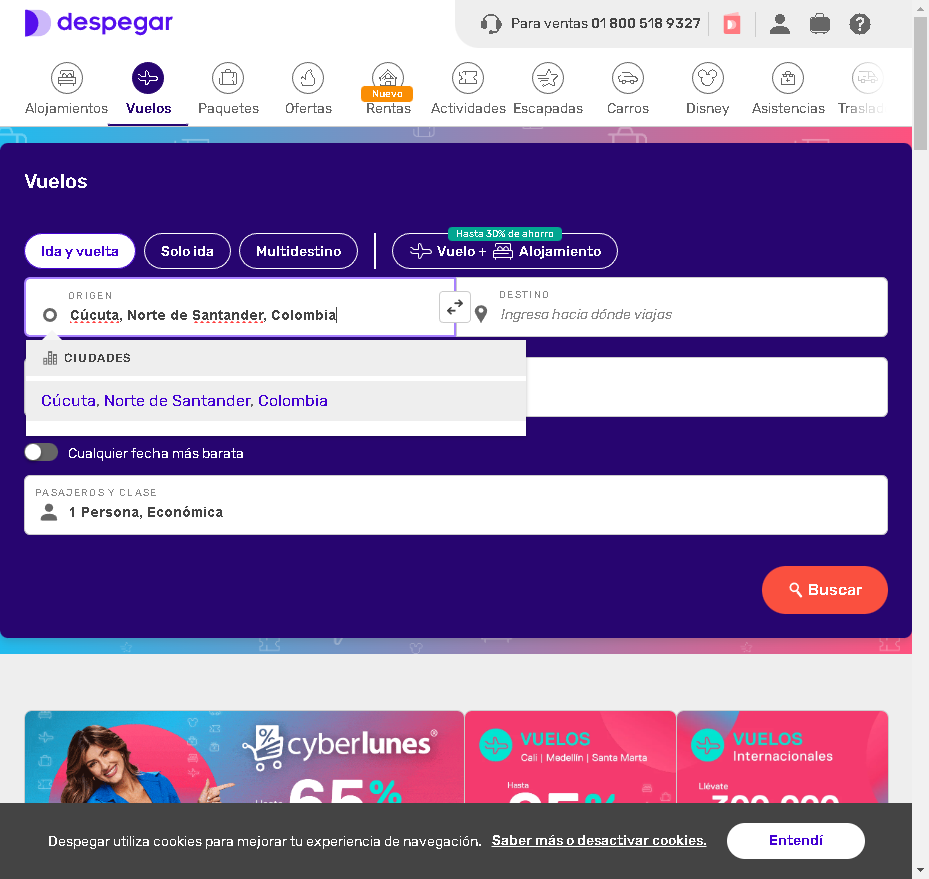 despegar
Para ventas 01 800 518 9327
Alojamientos
Vuelos
Paquetes
Ofertas
Nuevo
Rentas
Actividades
Escapadas
Carros
Disney
Asistencias
Traslad
Vuelos
Ida y vuelta
Solo ida
Multidestino
Hasta 30% de ahorro
Vuelo + Alojamiento
ORIGEN
Cúcuta, Norte de Santander, Colombia
DESTINO
Ingresa hacia dónde viajas
CIUDADES
Cúcuta, Norte de Santander, Colombia
Cualquier fecha más barata
PASAJEROS Y CLASE
1 Persona, Económica
Buscar
cyberlunes®
Hasta 65%
VUELOS
Cali | Medellín | Santa Marta
Hasta
VUELOS
Internacionales
Llévate
Despegar utiliza cookies para mejorar tu experiencia de navegación. Saber más o desactivar cookies.
Entendí